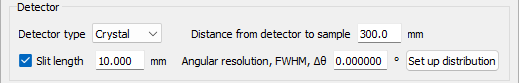 Detector
Detector type Crystal Distance from detector to sample 300.0 mm
Slit length 10.000 mm Angular resolution, FWHM, Δθ 0.000000 ° Set up distribution